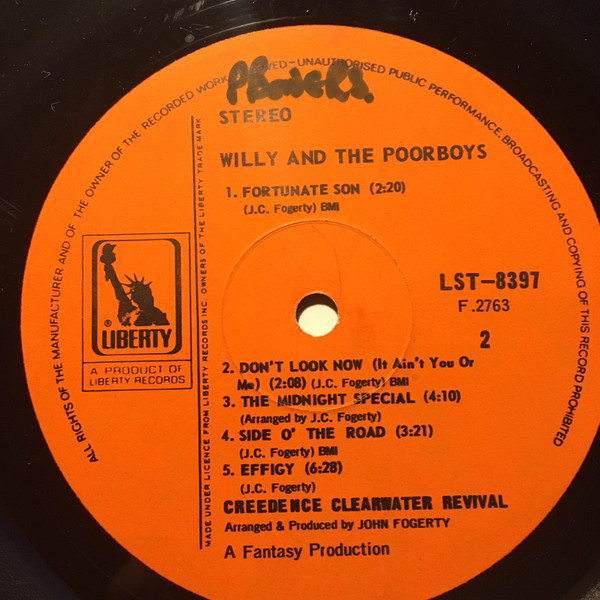 ALL RIGHTS OF THE MANUFACTURER AND OF THE OWNER OF THE RECORDED WORK RESERVED-UNAUTHORISED PUBLIC PERFORMANCE, BROADCASTING AND COPYING OF THIS RECORD PROHIBITED
STEREO
WILLY AND THE POORBOYS
1. FORTUNATE SON (2:20)
(J.C. Fogerty) BMI
LST-8397
F.2763
2
® LIBERTY
A PRODUCT OF
LIBERTY RECORDS
MADE UNDER LICENCE FROM LIBERTY RECORDS INC. OWNERS OF THE LIBERTY TRADE MARK
2. DON'T LOOK NOW (It Ain't You Or
Me) (2:08) (J.C. Fogerty) BMI
3. THE MIDNIGHT SPECIAL (4:10)
(Arranged by J.C. Fogerty)
4. SIDE O' THE ROAD (3:21)
(J.C. Fogerty) BMI
5. EFFIGY (6:28)
(J.C. Fogerty)
CREEDENCE CLEARWATER REVIVAL
Arranged & Produced by JOHN FOGERTY
A Fantasy Production